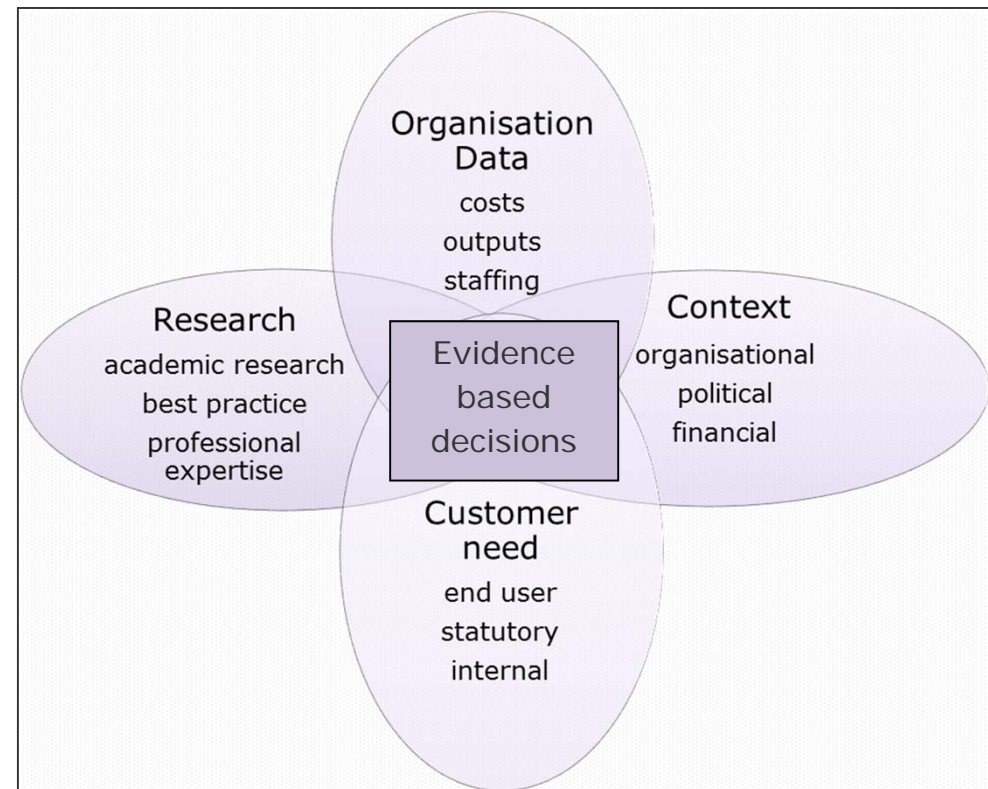 Organisation
Data
costs
outputs
staffing
Research
academic research
best practice
professional
expertise
Evidence
based
decisions
Context
organisational
political
financial
Customer
need
end user
statutory
internal